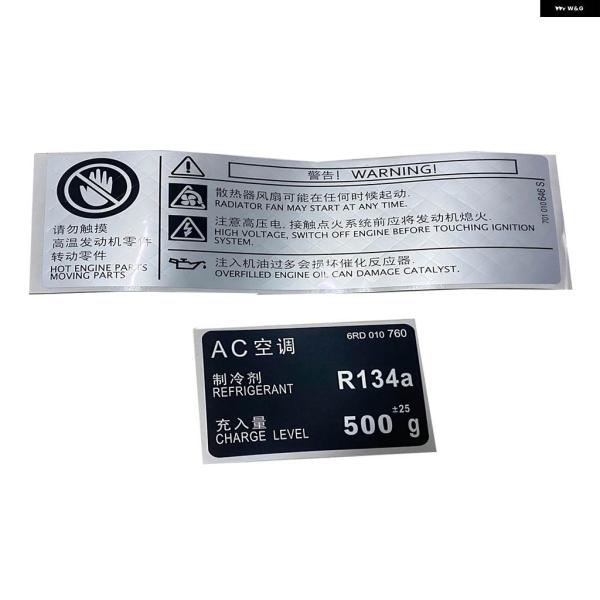 W&G
警告! WARNING!
散热器风扇可能在任何时候起动.
RADIATOR FAN MAY START AT ANY TIME.
注意高压电, 接触点火系统前应将发动机熄火.
HIGH VOLTAGE, SWITCH OFF ENGINE BEFORE TOUCHING IGNITION
SYSTEM.
注入机油过多会损坏催化反应器.
OVERFILLED ENGINE OIL CAN DAMAGE CATALYST.
请勿触摸
高温发动机零件
转动零件
HOT ENGINE PARTS
MOVING PARTS
701 010 646 S
6RD 010 760
AC空调
制冷剂
REFRIGERANT
R134a
充入量
CHARGE LEVEL
500 ±25 g